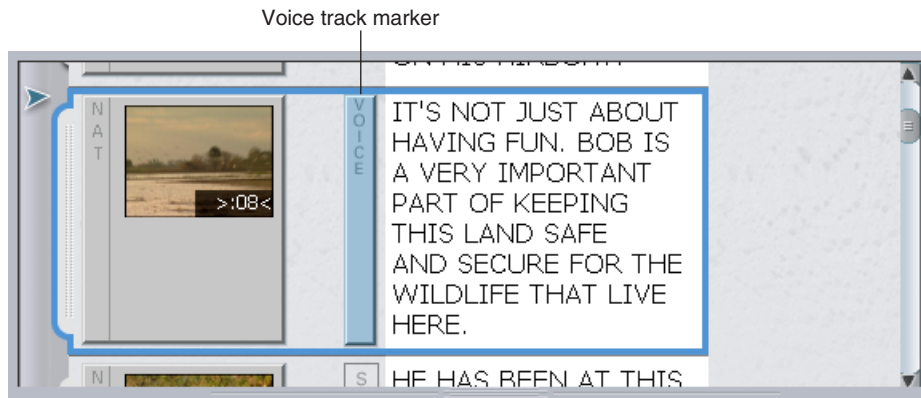 Voice track marker
NAT
>:08<
VOICE
IT'S NOT JUST ABOUT
HAVING FUN. BOB IS
A VERY IMPORTANT
PART OF KEEPING
THIS LAND SAFE
AND SECURE FOR THE
WILDLIFE THAT LIVE
HERE.
N
S
HE HAS BEEN AT THIS